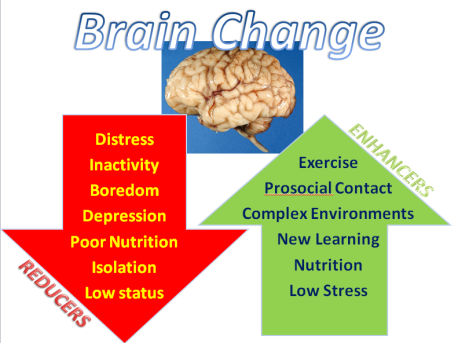 Brain Change
Distress
Inactivity
Boredom
Depression
Poor Nutrition
Isolation
Low status
REDUCERS
ENHANCERS
Exercise
Prosocial Contact
Complex Environments
New Learning
Nutrition
Low Stress